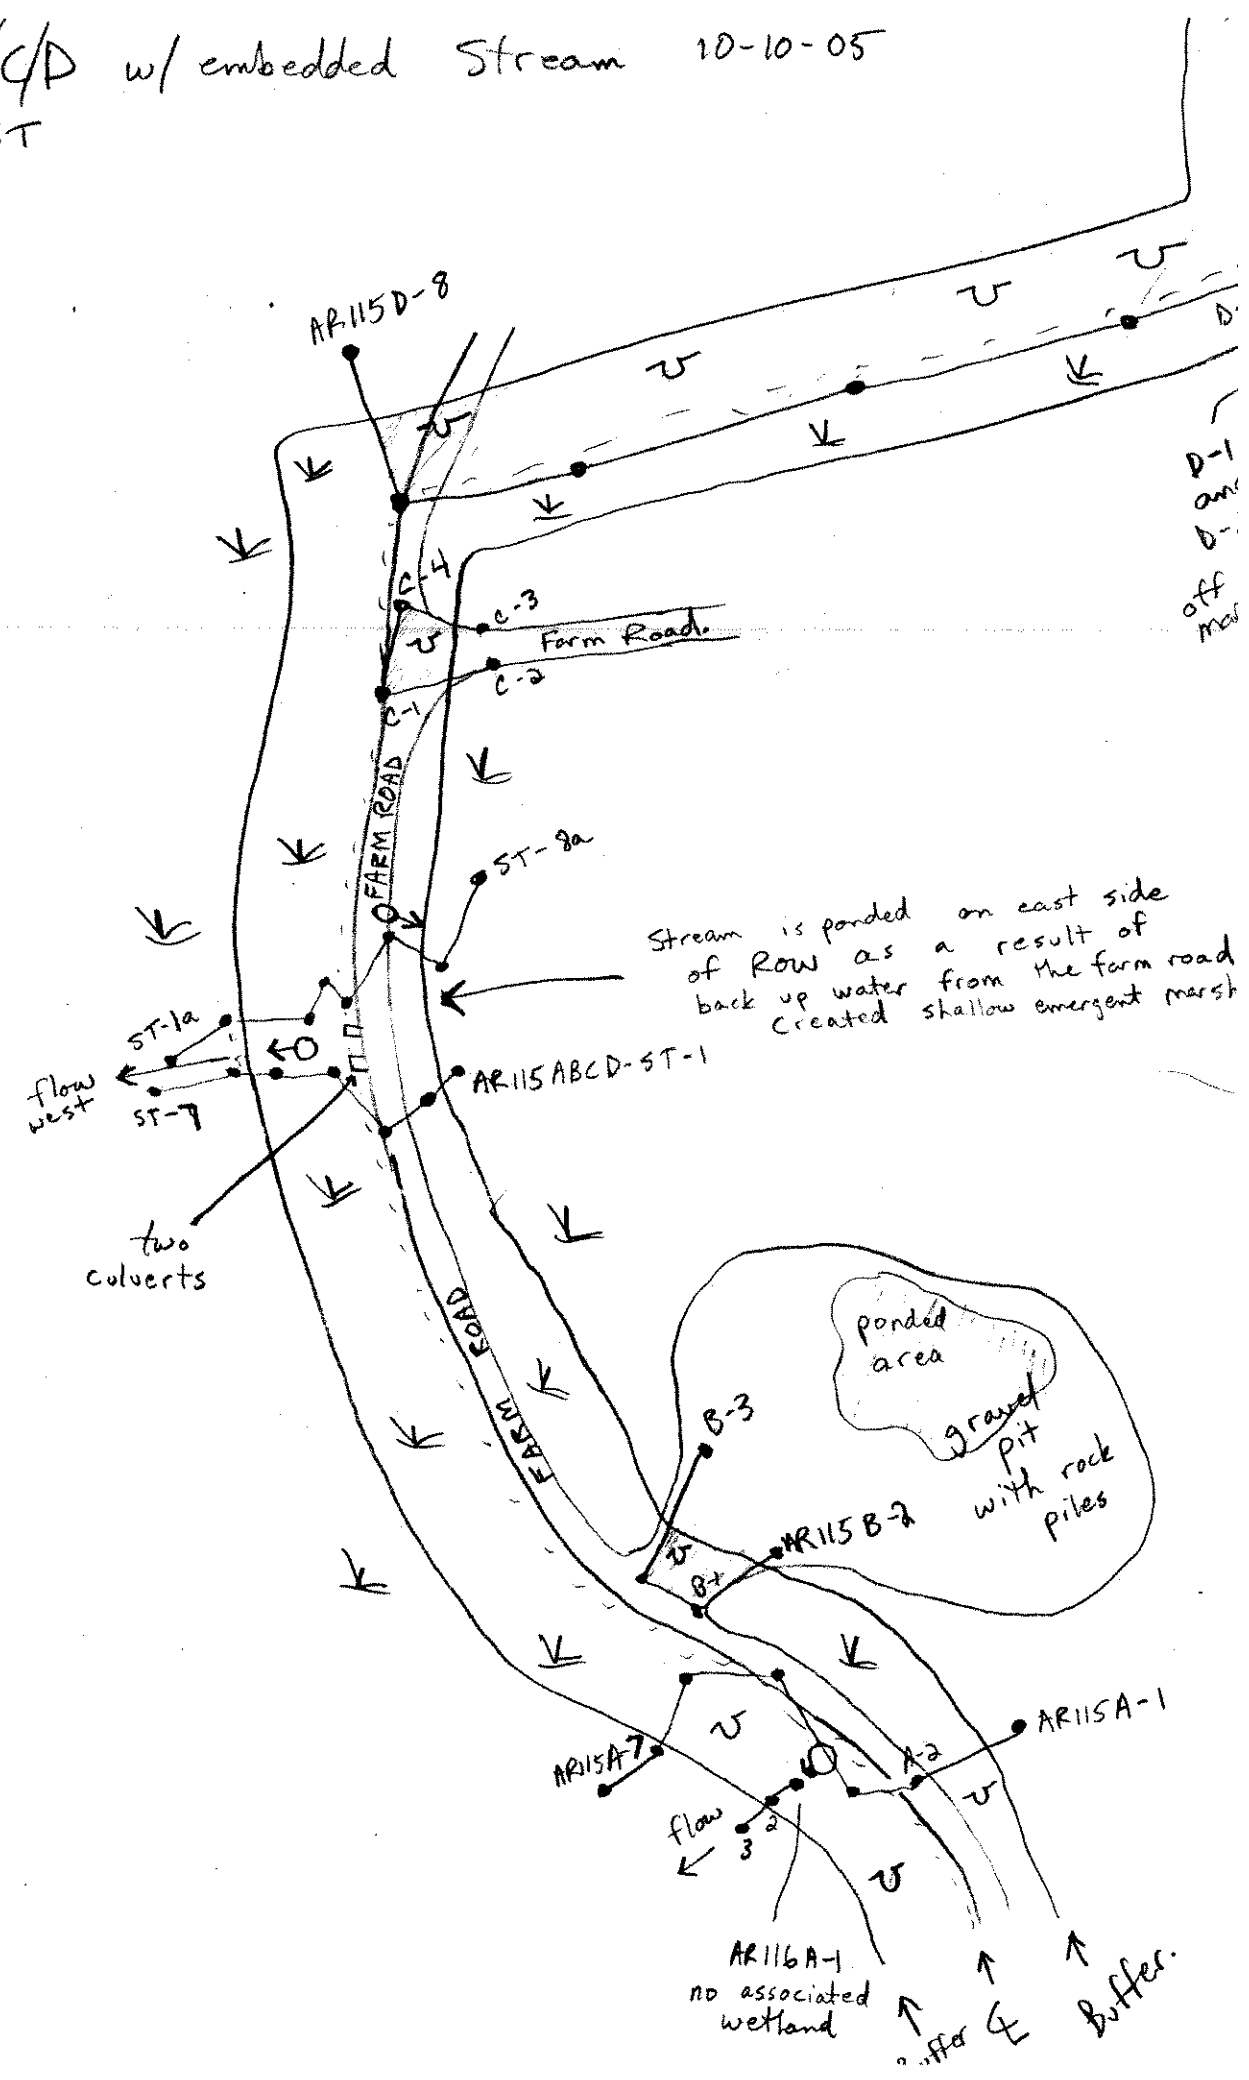 C/D w/ embedded Stream 10-10-05
ST
AR115D-8
D-1
D-
off
C-4
C-3
Farm Road.
C-2
C-1
FARM ROAD
ST-8a
Stream is ponded on east side
of ROW as a result of
back up water from the farm road
Created shallow emergent marsh
ST-1a
flow
west
ST-7
AR115ABCD-ST-1
two
culverts
FARM ROAD
ponded
area
gravel
pit
with rock
piles
B-3
AR115B-2
AR115A-1
A-2
AR115A-7
flow
2
3
AR116A-1
no associated
wetland
Buffer
℄
Buffer.